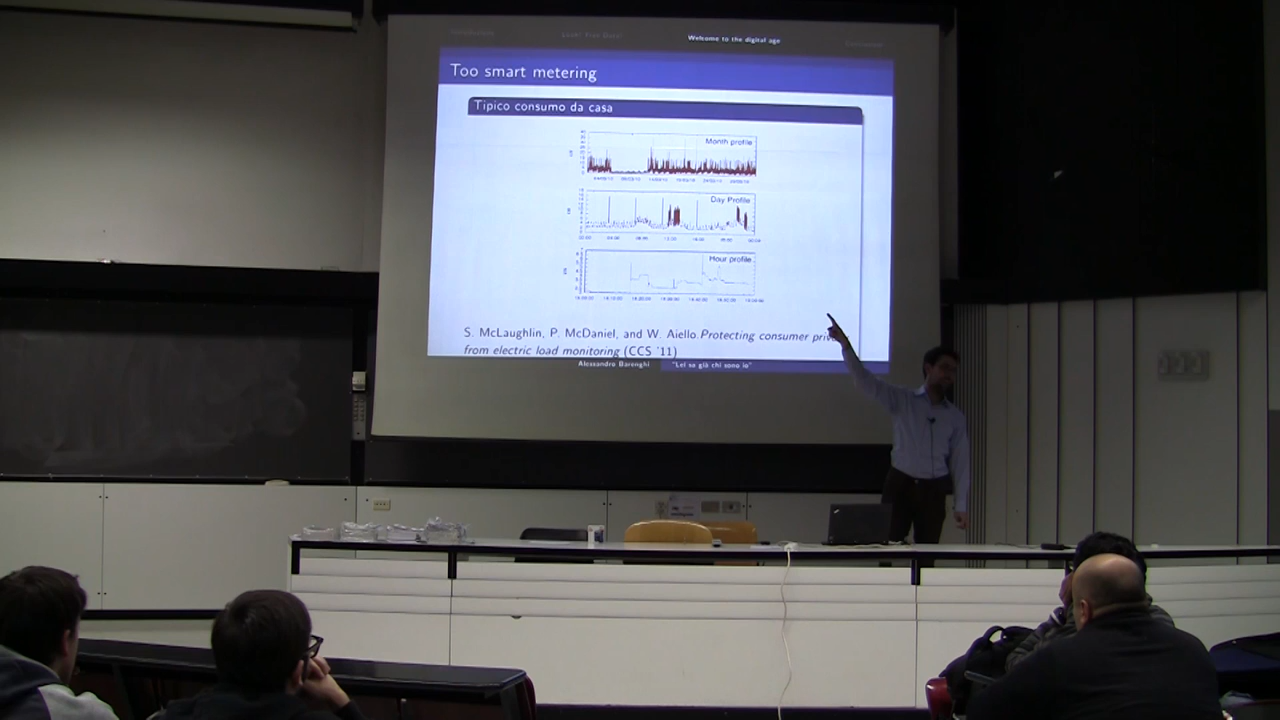 Welcome to the digital age
Too smart metering
Tipico consumo da casa
Month profile
Day Profile
Hour profile
S. McLaughlin, P. McDaniel, and W. Aiello.Protecting consumer
from electric load monitoring (CCS '11)
Alessandro Barenghi "Lei sa già chi sono io"